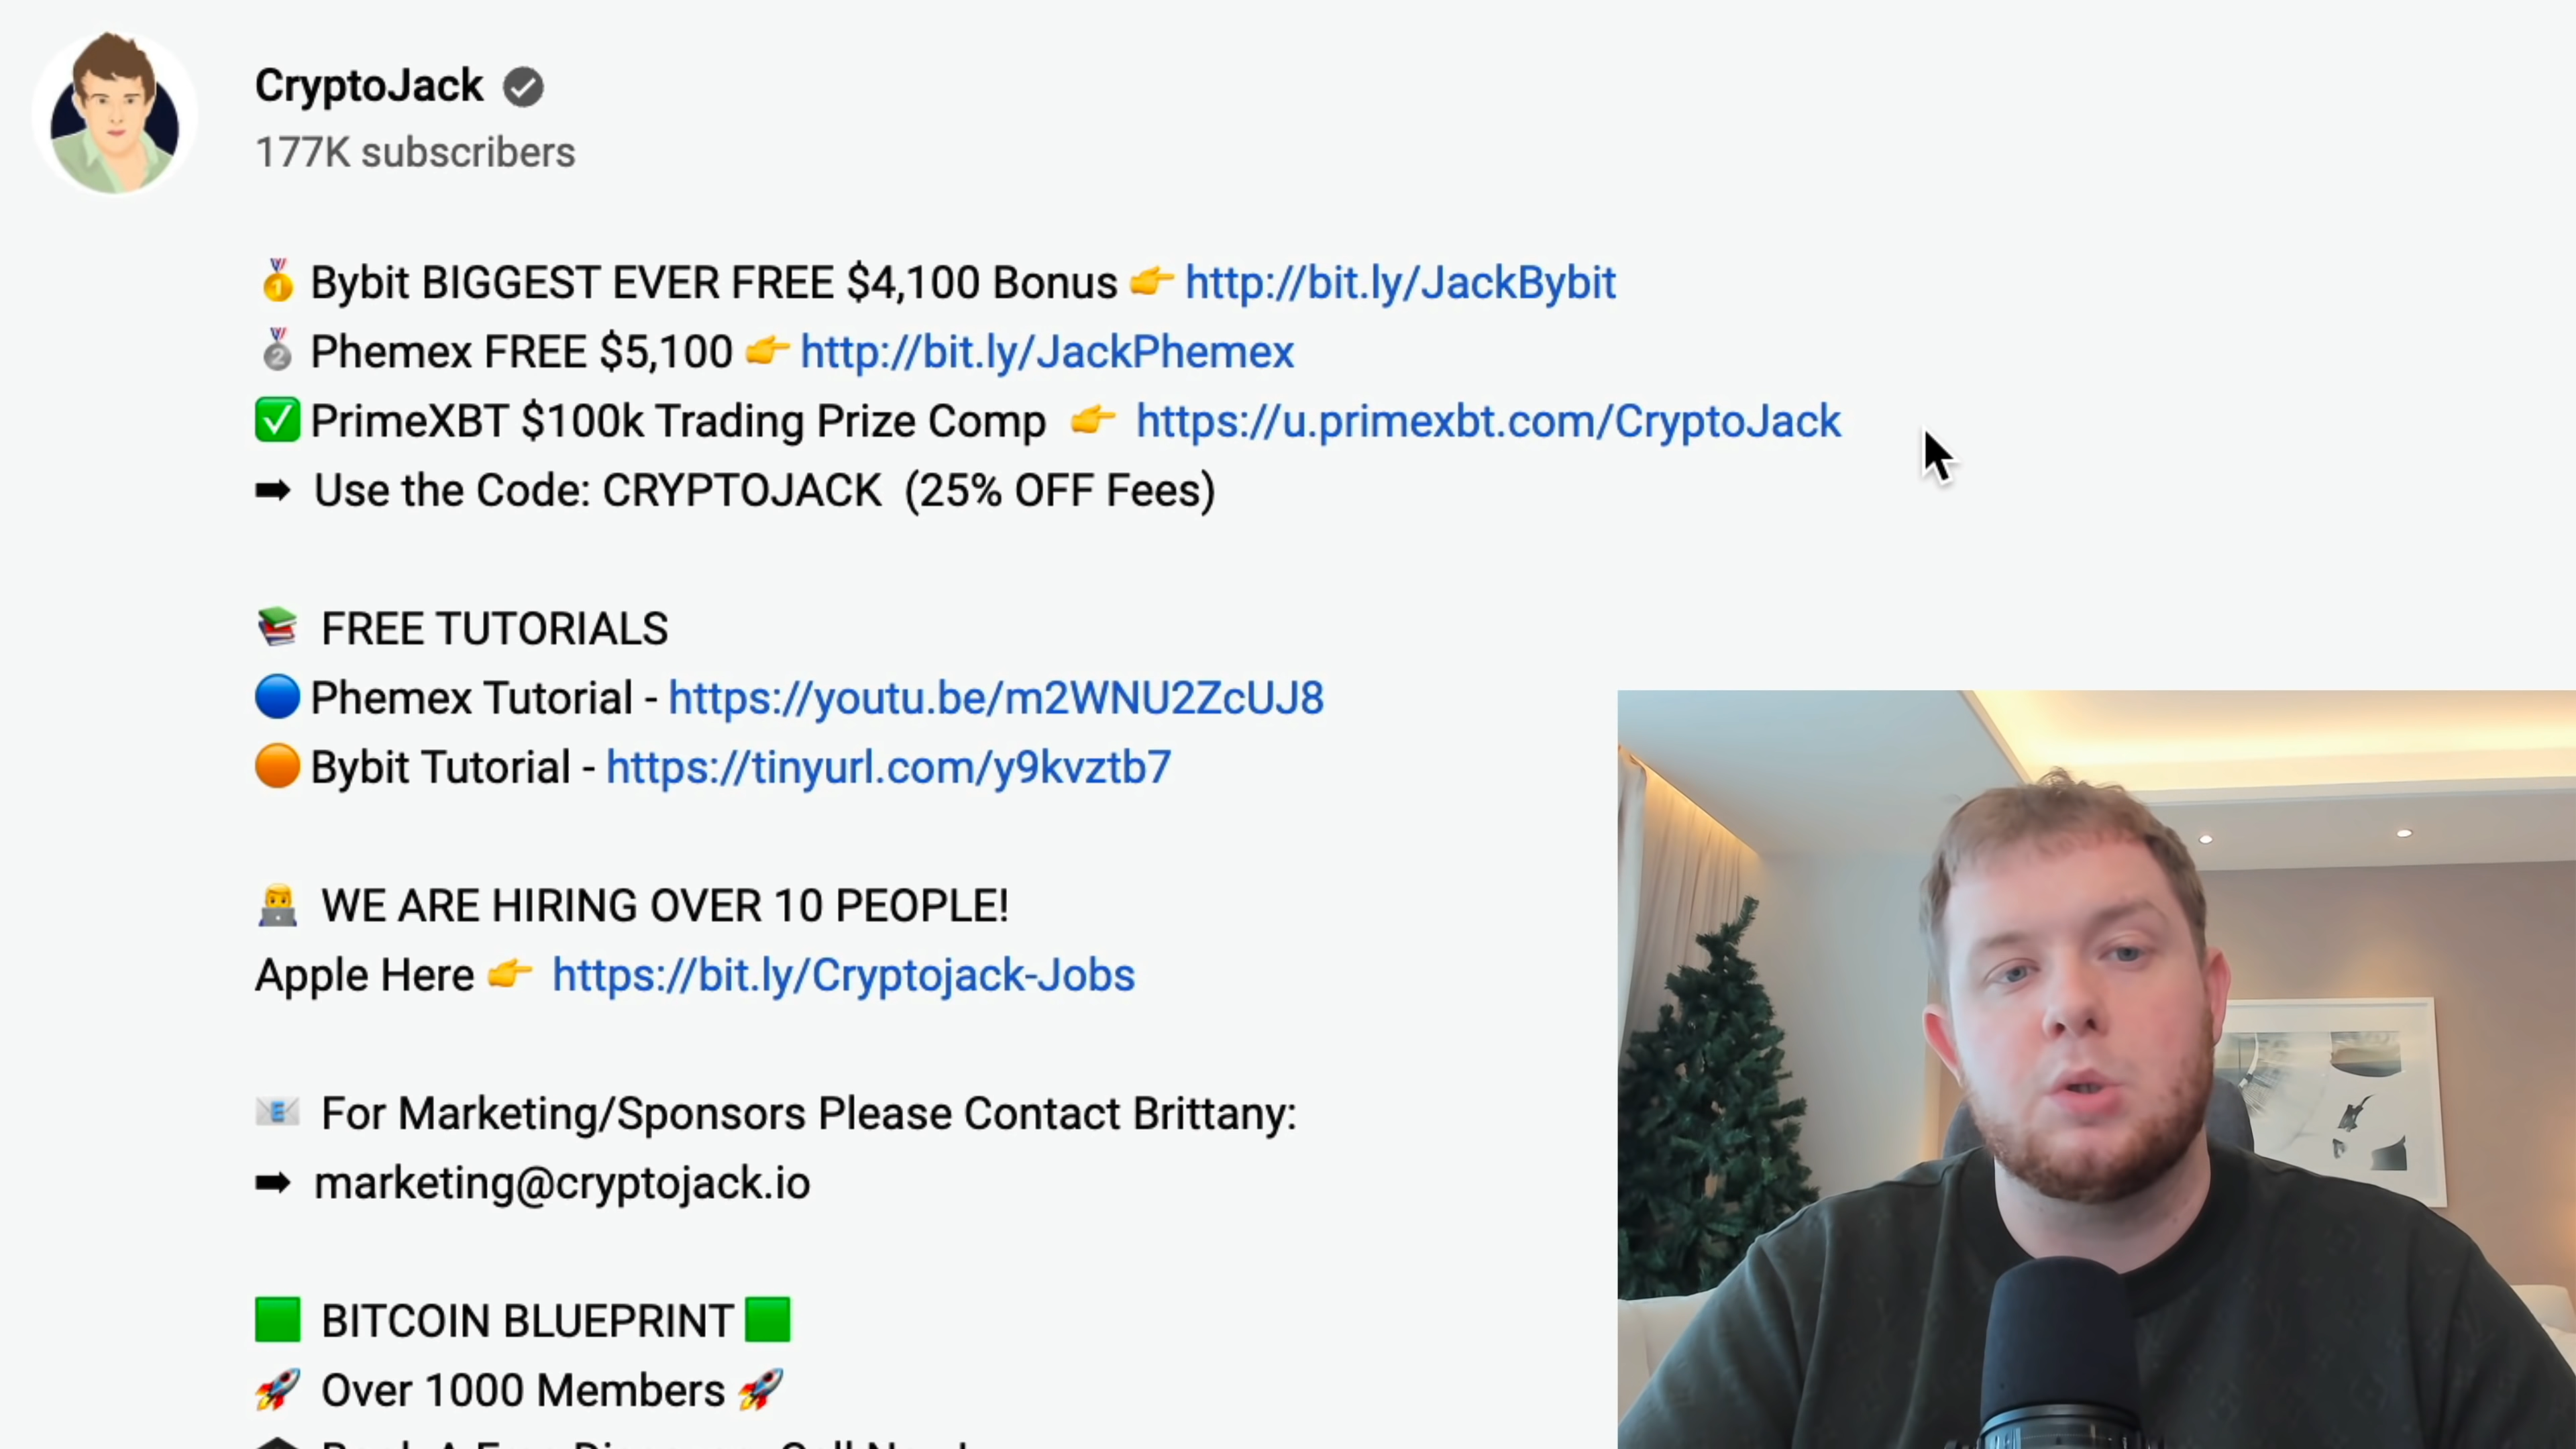 CryptoJack
177K subscribers
🥇 Bybit BIGGEST EVER FREE $4,100 Bonus 👉 http://bit.ly/JackBybit
🥈 Phemex FREE $5,100 👉 http://bit.ly/JackPhemex
✅ PrimeXBT $100k Trading Prize Comp 👉 https://u.primexbt.com/CryptoJack
➡ Use the Code: CRYPTOJACK (25% OFF Fees)
📚 FREE TUTORIALS
🔵 Phemex Tutorial - https://youtu.be/m2WNU2ZcUJ8
🟠 Bybit Tutorial - https://tinyurl.com/y9kvztb7
👨‍💻 WE ARE HIRING OVER 10 PEOPLE!
Apple Here 👉 https://bit.ly/Cryptojack-Jobs
📧 For Marketing/Sponsors Please Contact Brittany:
➡ marketing@cryptojack.io
🟩 BITCOIN BLUEPRINT 🟩
🚀 Over 1000 Members 🚀